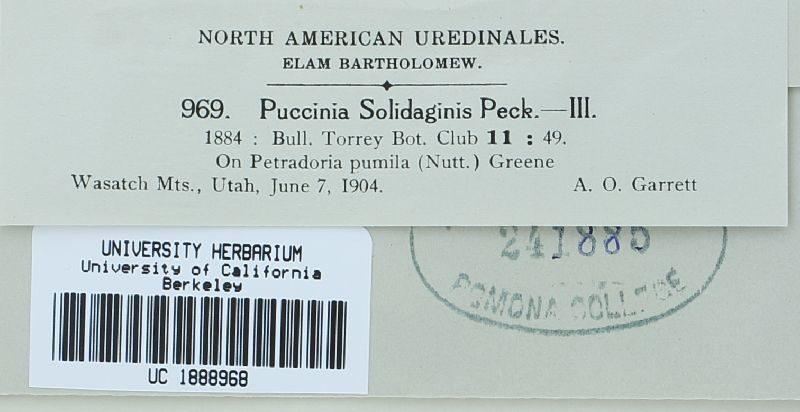 NORTH AMERICAN UREDINALES.
ELAM BARTHOLOMEW.
969. Puccinia Solidaginis Peck.—III.
1884 : Bull. Torrey Bot. Club 11 : 49.
On Petradoria pumila (Nutt.) Greene
Wasatch Mts., Utah, June 7, 1904. A. O. Garrett
241885
POMONA COLLEGE
UNIVERSITY HERBARIUM
University of California
Berkeley
UC 1888968